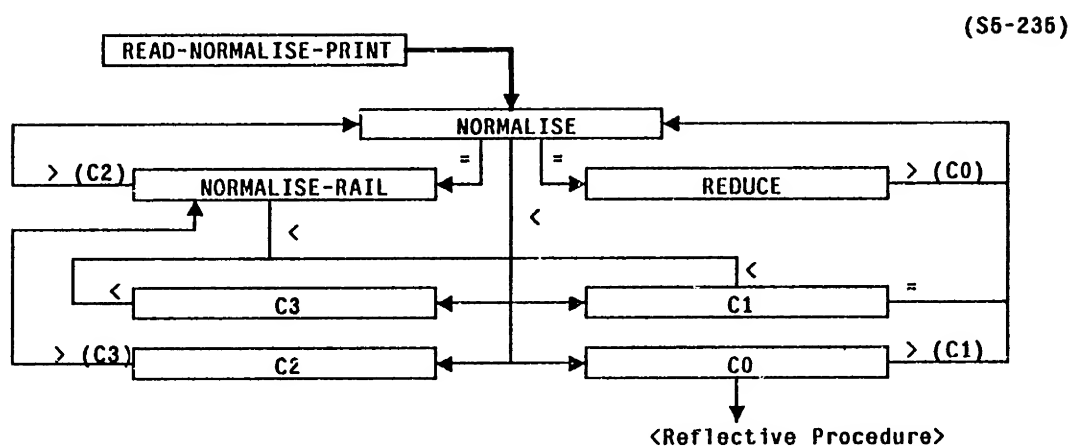 (S5-235)
READ-NORMALISE-PRINT
NORMALISE
= =
> (C2) NORMALISE-RAIL REDUCE > (C0)
< <
< C3 < C1 =
> (C3) C2 C0 > (C1)
<Reflective Procedure>